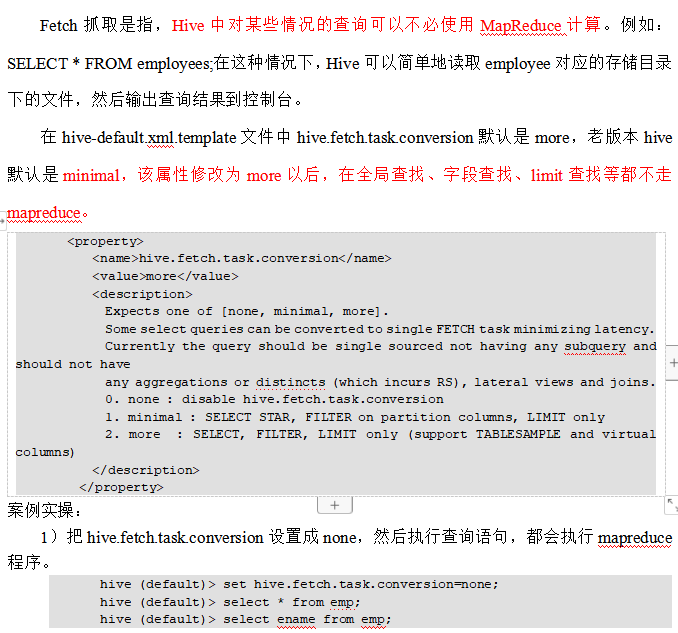 Fetch 抓取是指，Hive 中对某些情况的查询可以不必使用 MapReduce 计算。例如：
SELECT * FROM employees;在这种情况下，Hive 可以简单地读取 employee 对应的存储目录
下的文件，然后输出查询结果到控制台。
在 hive-default.xml.template 文件中 hive.fetch.task.conversion 默认是 more，老版本 hive
默认是 minimal，该属性修改为 more 以后，在全局查找、字段查找、limit 查找等都不走
mapreduce。
<property>
<name>hive.fetch.task.conversion</name>
<value>more</value>
<description>
Expects one of [none, minimal, more].
Some select queries can be converted to single FETCH task minimizing latency.
Currently the query should be single sourced not having any subquery and
should not have
any aggregations or distincts (which incurs RS), lateral views and joins.
0. none : disable hive.fetch.task.conversion
1. minimal : SELECT STAR, FILTER on partition columns, LIMIT only
2. more  : SELECT, FILTER, LIMIT only (support TABLESAMPLE and virtual
columns)
</description>
</property>
案例实操：
1）把 hive.fetch.task.conversion 设置成 none，然后执行查询语句，都会执行 mapreduce
程序。
hive (default)> set hive.fetch.task.conversion=none;
hive (default)> select * from emp;
hive (default)> select ename from emp;